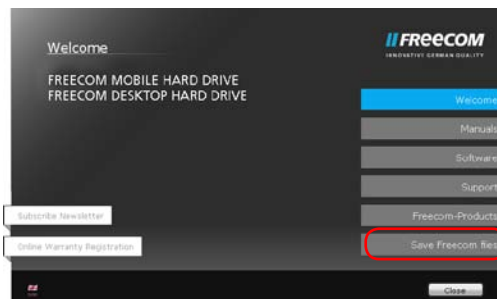 Welcome
FREECOM
INNOVATIVE GERMAN QUALITY
FREECOM MOBILE HARD DRIVE
FREECOM DESKTOP HARD DRIVE
Welcome
Manuals
Software
Support
Freecom-Products
Save Freecom files
Subscribe Newsletter
Online Warranty Registration
Close